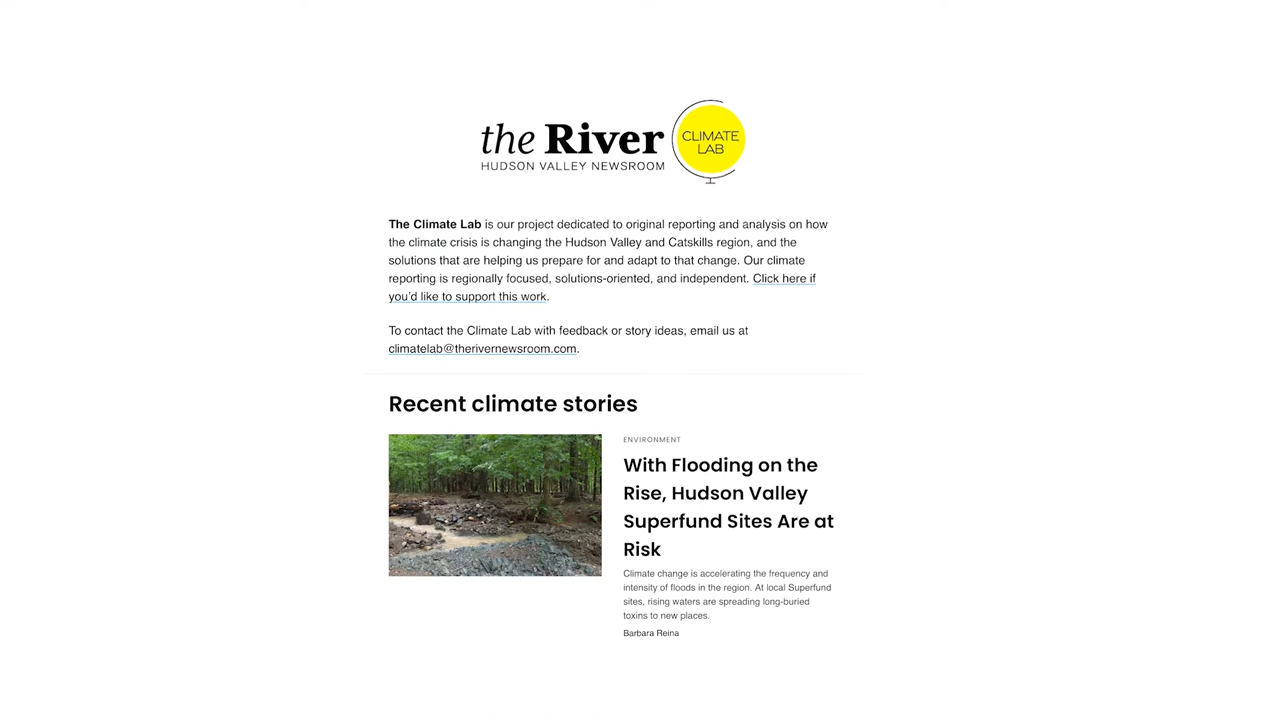 the River
HUDSON VALLEY NEWSROOM
CLIMATE
LAB
The Climate Lab is our project dedicated to original reporting and analysis on how
the climate crisis is changing the Hudson Valley and Catskills region, and the
solutions that are helping us prepare for and adapt to that change. Our climate
reporting is regionally focused, solutions-oriented, and independent. Click here if
you’d like to support this work.
To contact the Climate Lab with feedback or story ideas, email us at
climatelab@therivernewsroom.com.
Recent climate stories
ENVIRONMENT
With Flooding on the
Rise, Hudson Valley
Superfund Sites Are at
Risk
Climate change is accelerating the frequency and
intensity of floods in the region. At local Superfund
sites, rising waters are spreading long-buried
toxins to new places.
Barbara Reina